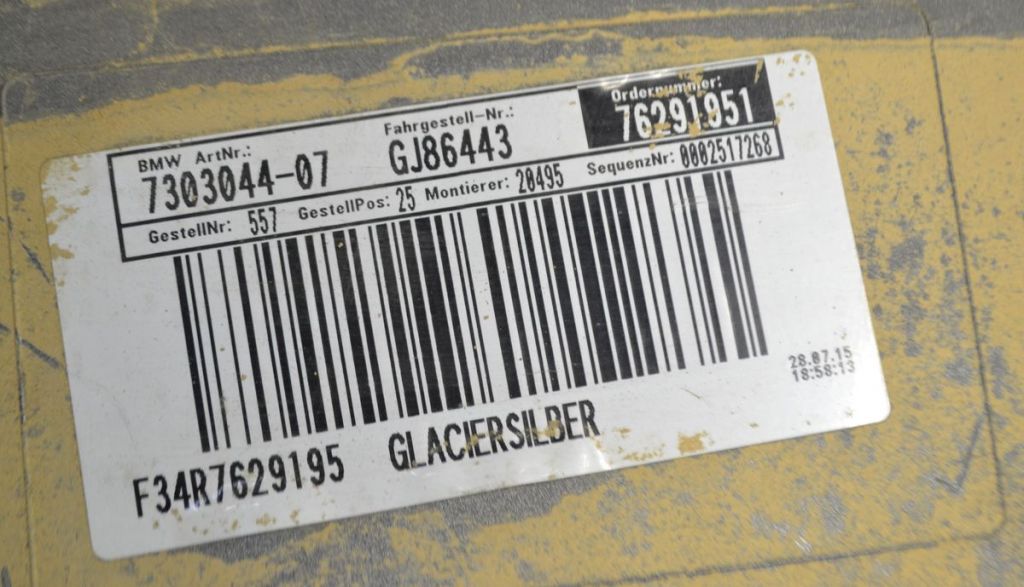 BMW ArtNr.: Fahrgestell-Nr.: Ordernummer:
7303044-07 GJ86443 76291951
GestellNr: 557 GestellPos: 25 Montierer: 20495 SequenzNr: 0002517268
28.07.15
18:58:13
F34R7629195 GLACIERSILBER